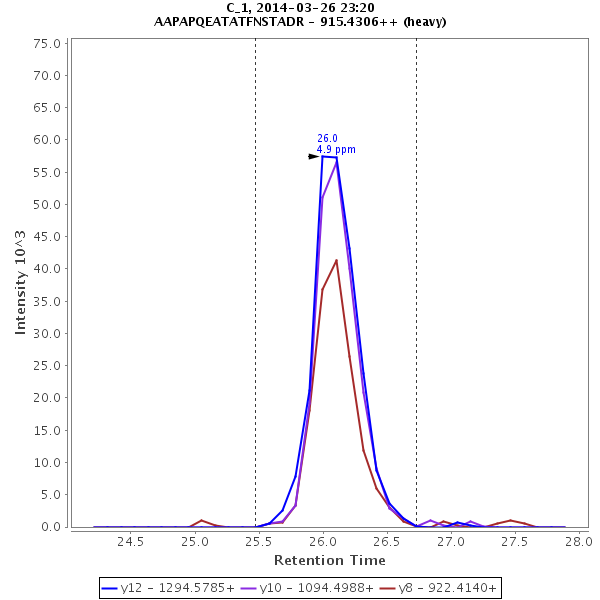 C_1, 2014-03-26 23:20
AAPAPQEATATFNSTADR - 915.4306++ (heavy)
75.0
70.0
65.0
60.0
55.0
50.0
45.0
40.0
35.0
30.0
25.0
20.0
15.0
10.0
5.0
0.0
Intensity 10^3
26.0
4.9 ppm
24.5 25.0 25.5 26.0 26.5 27.0 27.5 28.0
Retention Time
y12 - 1294.5785+ y10 - 1094.4988+ y8 - 922.4140+